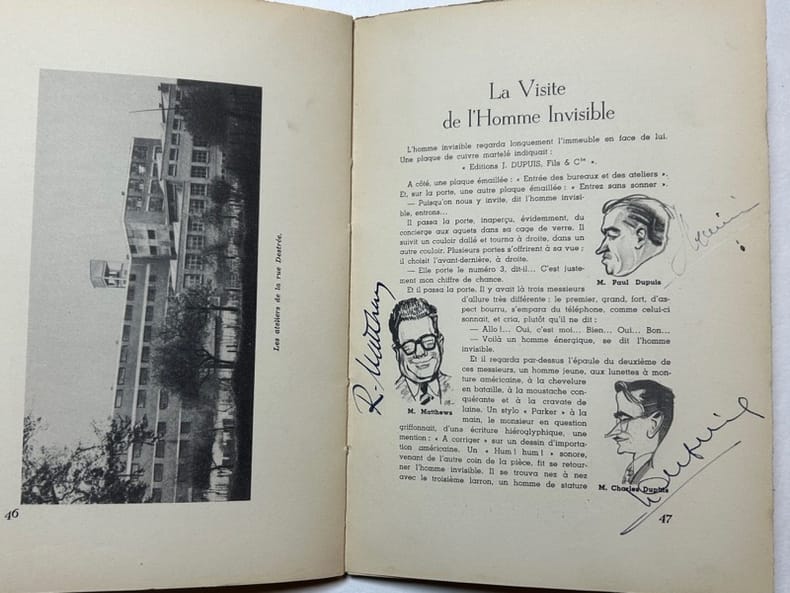 Les ateliers de la rue Destrée.
46
La Visite
de l'Homme Invisible
L'homme invisible regarda longuement l'immeuble en face de lui.
Une plaque de cuivre martelé indiquait :
« Editions J. DUPUIS, Fils & Cie ».
A côté, une plaque émaillée : « Entrée des bureaux et des ateliers ».
Et, sur la porte, une autre plaque émaillée : « Entrez sans sonner ».
— Puisqu'on nous y invite, dit l'homme invisi-
ble, entrons...
Il passa la porte, inaperçu, évidemment, du
concierge aux aguets dans sa cage de verre. Il
suivit un couloir dallé et tourna à droite, dans un
autre couloir. Plusieurs portes s'offrirent à sa vue ;
il choisit l'avant-dernière, à droite.
— Elle porte le numéro 3, dit-il... C'est juste-
ment mon chiffre de chance.
M. Paul Dupuis
Et il passa la porte. Il y avait là trois messieurs
d'allure très différente : le premier, grand, fort, d'as-
pect bourru, s'empara du téléphone, comme celui-ci
sonnait, et cria, plutôt qu'il ne dit :
— Allo !... Oui, c'est moi... Bien... Oui... Bon...
— Voilà un homme énergique, se dit l'homme
invisible.
R. Matthews
M. Matthews
Et il regarda par-dessus l'épaule du deuxième de
ces messieurs, un homme jeune, aux lunettes à mon-
ture américaine, à la chevelure
en bataille, à la moustache con-
quérante et à la cravate de
laine. Un stylo « Parker » à la
main, le monsieur en question
griffonnait, d'une écriture hiéroglyphique, une
mention : « A corriger » sur un dessin d'importa-
tion américaine. Un « Hum ! hum ! » sonore,
venant de l'autre coin de la pièce, fit se retour-
ner l'homme invisible. Il se trouva nez à nez
avec le troisième larron, un homme de stature
M. Charles Dupuis
47